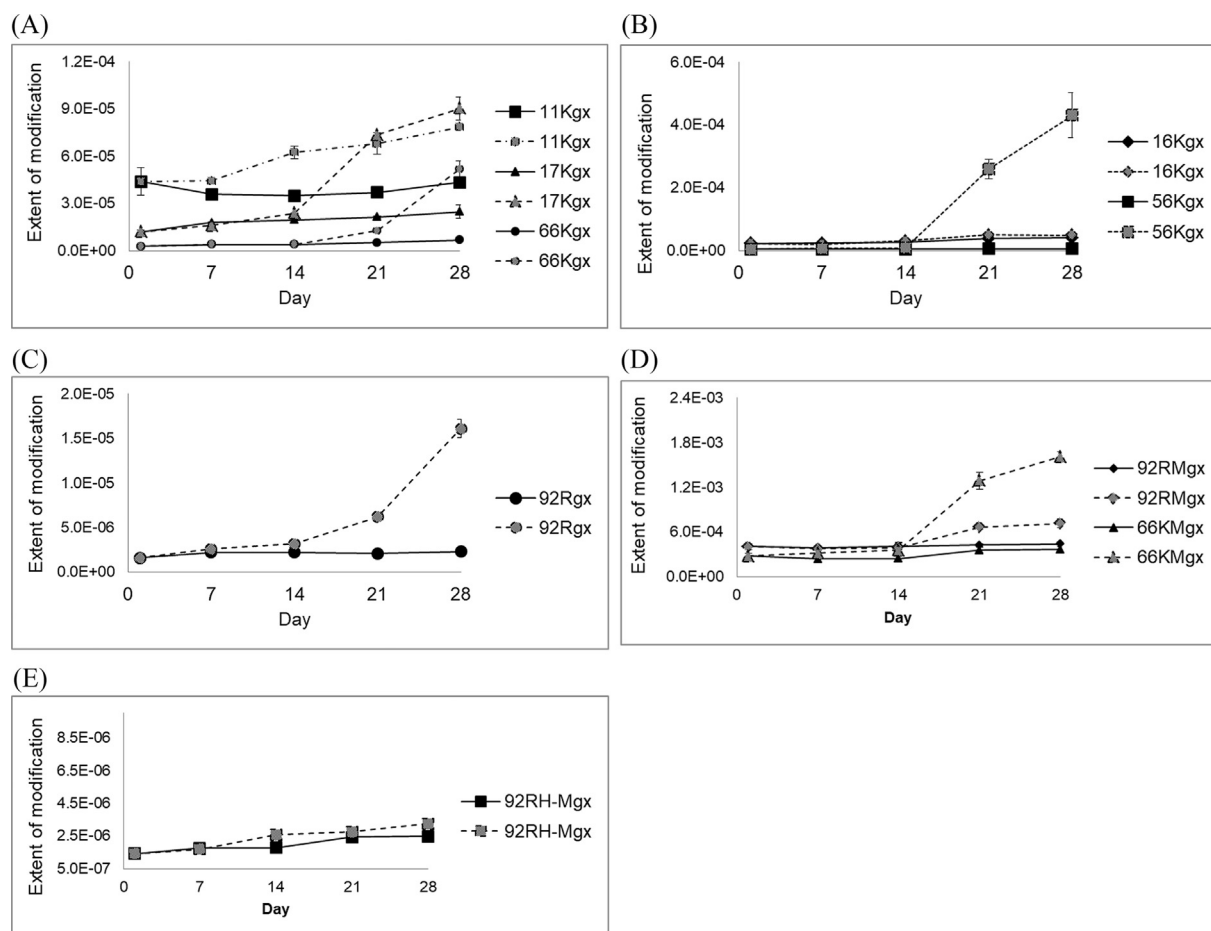 (A)
Extent of modification
1.2E-04
9.0E-05
6.0E-05
3.0E-05
0.0E+00
0 7 14 21 28
Day
11Kgx
11Kgx
17Kgx
17Kgx
66Kgx
66Kgx
(B)
Extent of modification
6.0E-04
4.0E-04
2.0E-04
0.0E+00
0 7 14 21 28
Day
16Kgx
16Kgx
56Kgx
56Kgx
(C)
Extent of modification
2.0E-05
1.5E-05
1.0E-05
5.0E-06
0.0E+00
0 7 14 21 28
Day
92Rgx
92Rgx
(D)
Extent of modification
2.4E-03
1.8E-03
1.2E-03
6.0E-04
0.0E+00
0 7 14 21 28
Day
92RMgx
92RMgx
66KMgx
66KMgx
(E)
Extent of modification
8.5E-06
6.5E-06
4.5E-06
2.5E-06
5.0E-07
0 7 14 21 28
Day
92RH-Mgx
92RH-Mgx